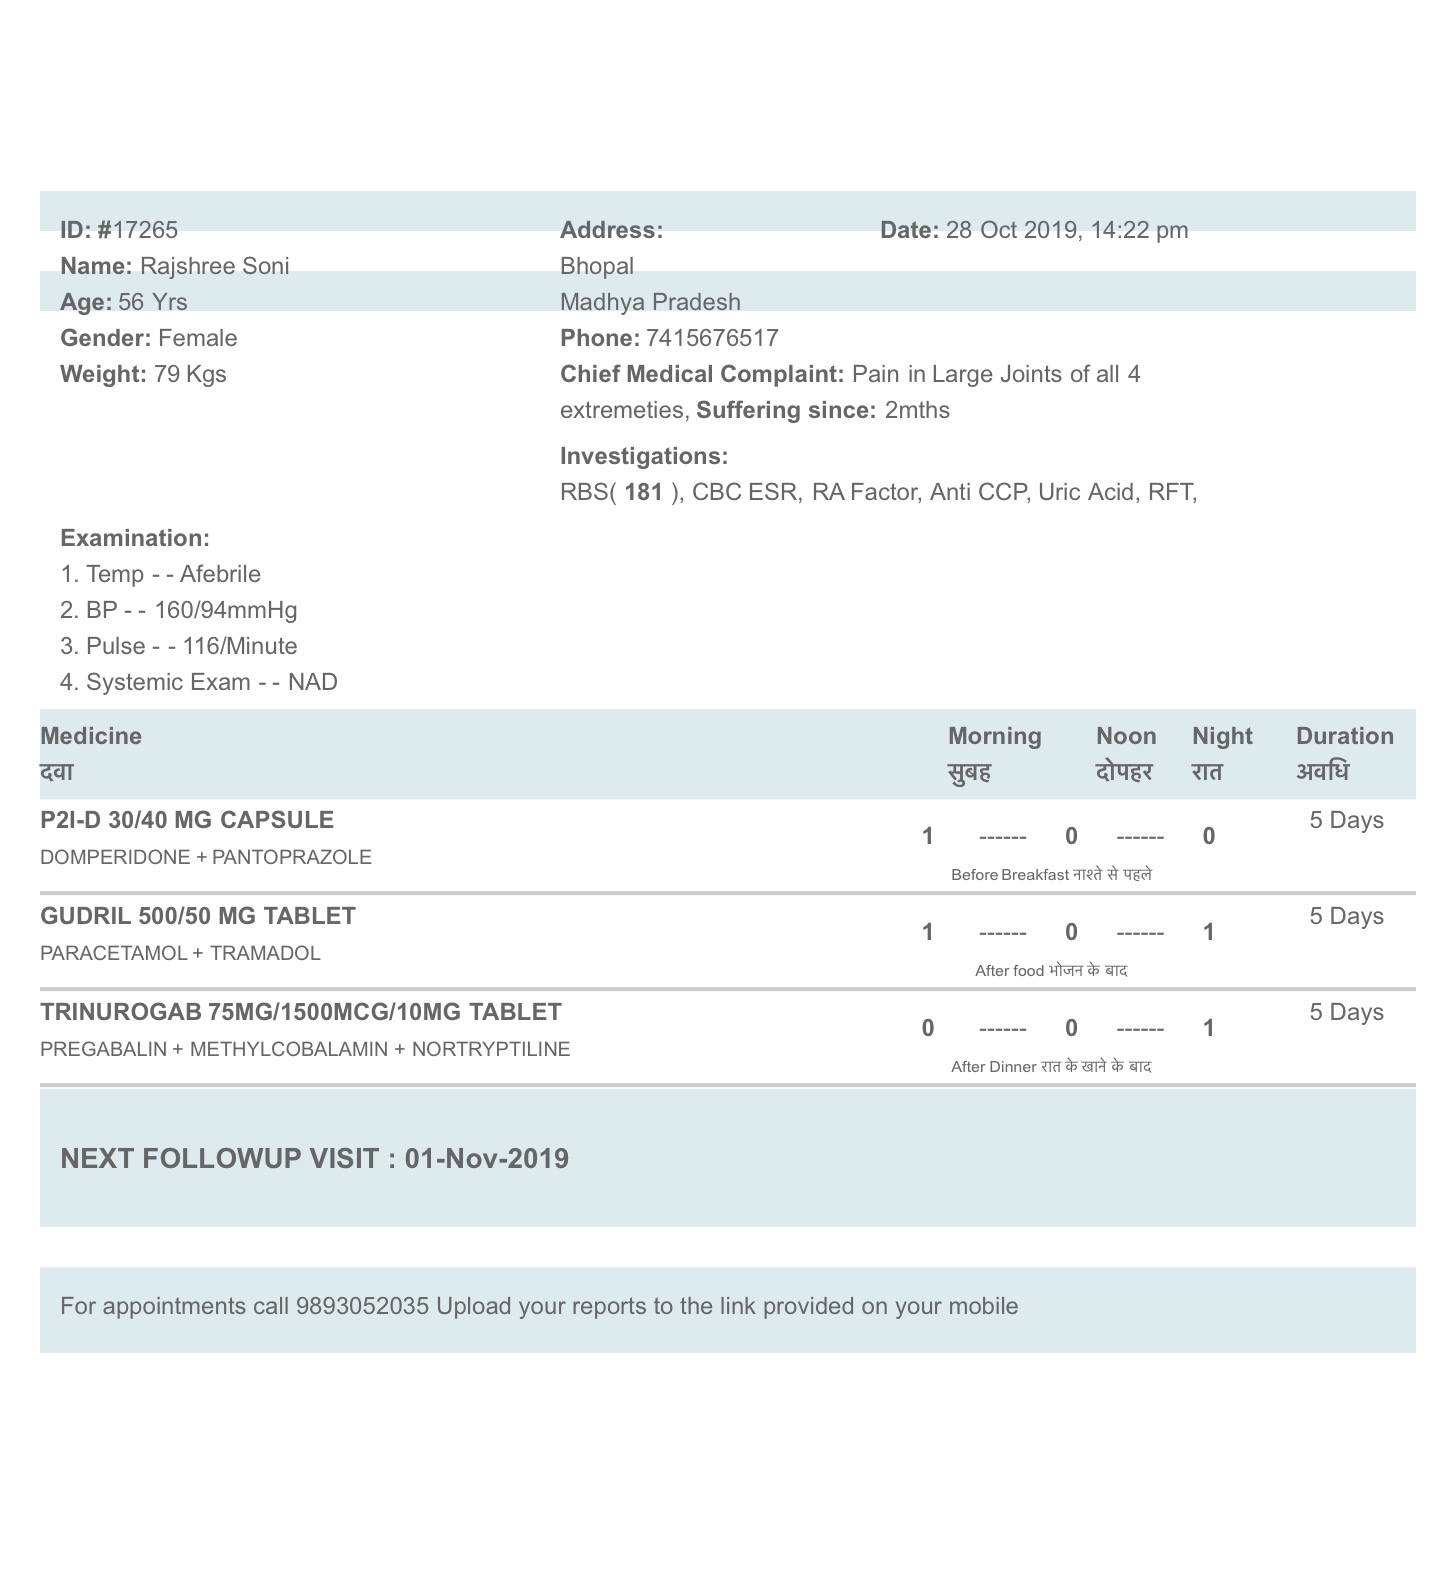 ID: #17265
Name: Rajshree Soni
Age: 56 Yrs
Gender: Female
Weight: 79 Kgs
Address:
Bhopal
Madhya Pradesh
Phone: 7415676517
Chief Medical Complaint: Pain in Large Joints of all 4
extremeties, Suffering since: 2mths
Investigations:
RBS( 181 ), CBC ESR, RA Factor, Anti CCP, Uric Acid, RFT,
Date: 28 Oct 2019, 14:22 pm
Examination:
1. Temp - - Afebrile
2. BP - - 160/94mmHg
3. Pulse - - 116/Minute
4. Systemic Exam - - NAD
Medicine Morning Noon Night Duration
दवा सुबह दोपहर रात अवधि
P2I-D 30/40 MG CAPSULE 5 Days
1 ------ 0 ------ 0
DOMPERIDONE + PANTOPRAZOLE
Before Breakfast नाश्ते से पहले
GUDRIL 500/50 MG TABLET 5 Days
1 ------ 0 ------ 1
PARACETAMOL + TRAMADOL
After food भोजन के बाद
TRINUROGAB 75MG/1500MCG/10MG TABLET 5 Days
0 ------ 0 ------ 1
PREGABALIN + METHYLCOBALAMIN + NORTRYPTILINE
After Dinner रात के खाने के बाद
NEXT FOLLOWUP VISIT : 01-Nov-2019
For appointments call 9893052035 Upload your reports to the link provided on your mobile